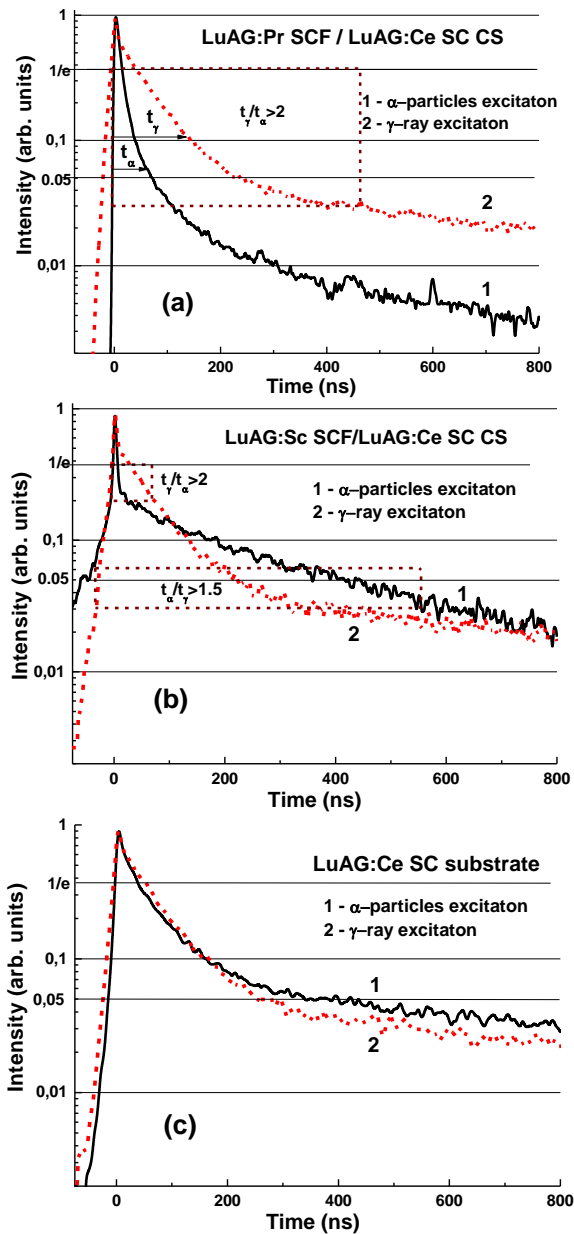 LuAG:Pr SCF / LuAG:Ce SC CS
1
1/e
0,1
0.05
0,01
Intensity (arb. units)
tγ/tα>2
1 - α–particles excitaton
2 - γ-ray excitaton
tγ
tα
2
1
(a)
0 200 400 600 800
Time (ns)
LuAG:Sc SCF/LuAG:Ce SC CS
1
1/e
0,1
0,05
0,01
Intensity (arb. units)
tγ/tα>2
1 - α–particles excitaton
2 - γ-ray excitaton
tα/tγ>1.5
1
2
(b)
0 200 400 600 800
Time (ns)
LuAG:Ce SC substrate
1
1/e
0,1
0,05
0,01
Intensity (arb. units)
1 - α–particles excitaton
2 - γ-ray excitaton
1
2
(c)
0 200 400 600 800
Time (ns)